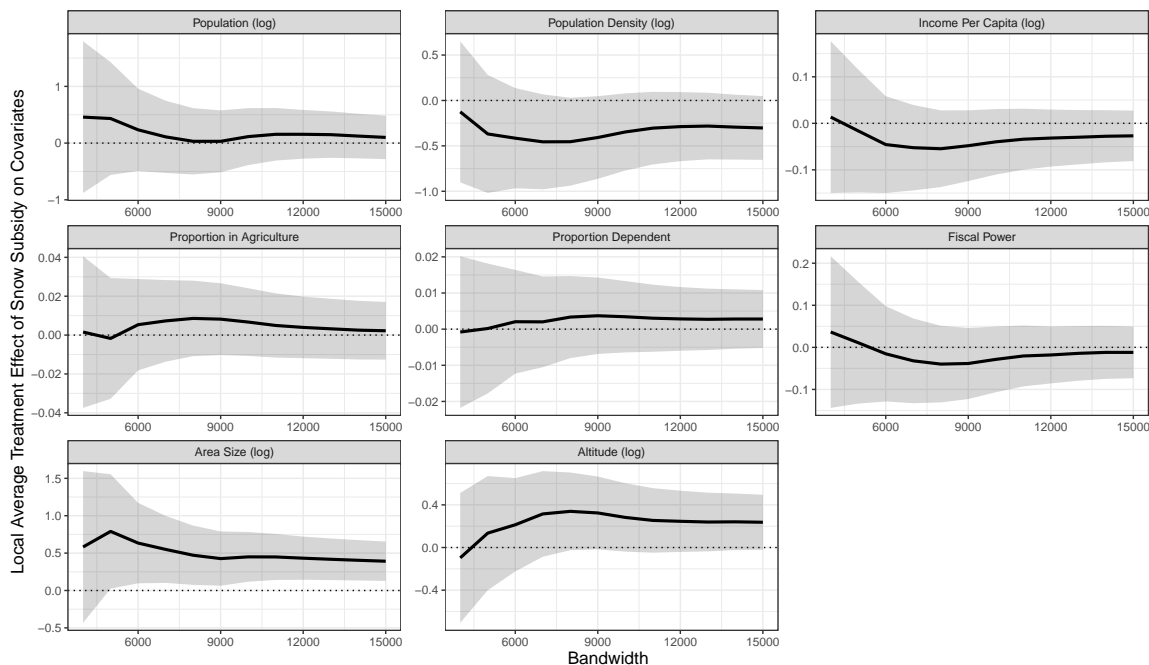 Local Average Treatment Effect of Snow Subsidy on Covariates
Population (log)
1
0
−1
6000 9000 12000 15000
Population Density (log)
0.5
0.0
−0.5
−1.0
6000 9000 12000 15000
Income Per Capita (log)
0.1
0.0
−0.1
6000 9000 12000 15000
Proportion in Agriculture
0.04
0.02
0.00
−0.02
−0.04
6000 9000 12000 15000
Proportion Dependent
0.02
0.01
0.00
−0.01
−0.02
6000 9000 12000 15000
Fiscal Power
0.2
0.1
0.0
−0.1
6000 9000 12000 15000
Area Size (log)
1.5
1.0
0.5
0.0
−0.5
6000 9000 12000 15000
Altitude (log)
0.4
0.0
−0.4
6000 9000 12000 15000
Bandwidth